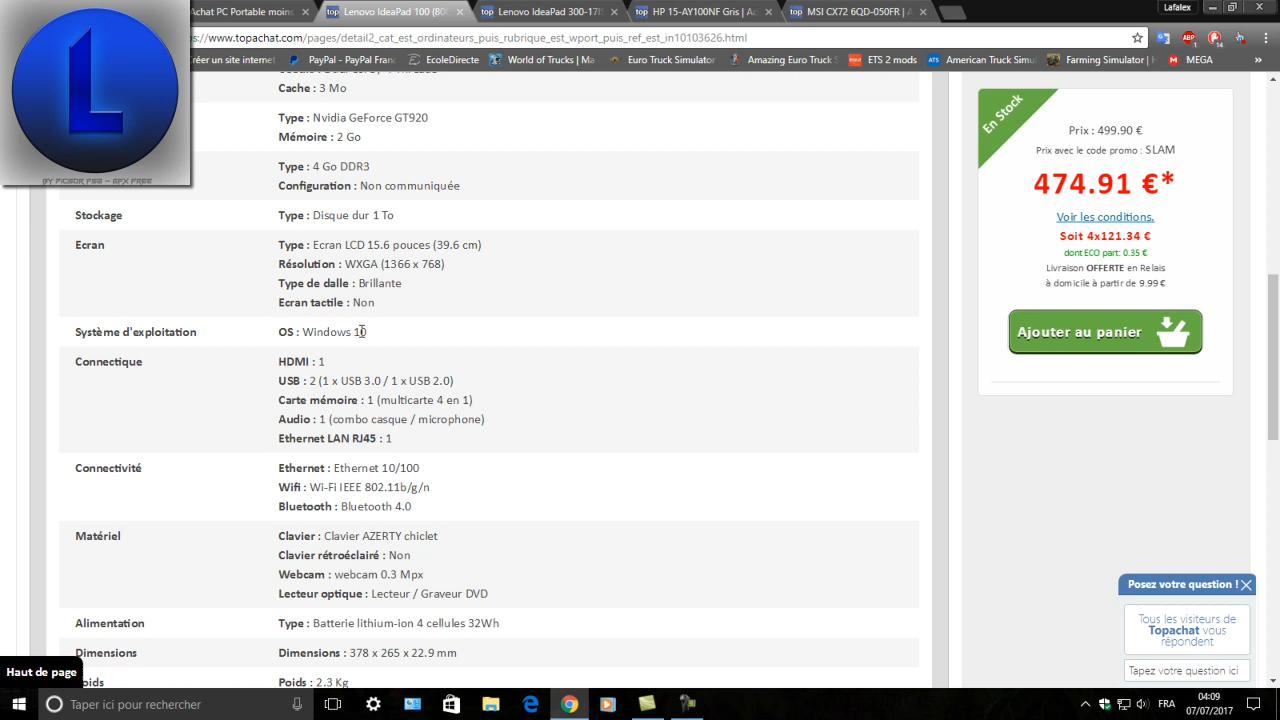 Achat PC Portable moins
Lenovo IdeaPad 100 (80
Lenovo IdeaPad 300-17I
HP 15-AY100NF Gris | A
MSI CX72 6QD-050FR | A
Lafalex
://www.topachat.com/pages/detail2_cat_est_ordinateurs_puis_rubrique_est_wport_puis_ref_est_in10103626.html
Créer un site internet
PayPal - PayPal Franc
EcoleDirecte
World of Trucks | Ma
Euro Truck Simulator
Amazing Euro Truck S
ETS 2 mods
American Truck Simu
Farming Simulator | H
MEGA
L
BY PICSOR PSB - APX FREE
Cache : 3 Mo
Type : Nvidia GeForce GT920
Mémoire : 2 Go
Type : 4 Go DDR3
Configuration : Non communiquée
Stockage
Type : Disque dur 1 To
Ecran
Type : Ecran LCD 15.6 pouces (39.6 cm)
Résolution : WXGA (1366 x 768)
Type de dalle : Brillante
Ecran tactile : Non
Système d'exploitation
OS : Windows 10
Connectique
HDMI : 1
USB : 2 (1 x USB 3.0 / 1 x USB 2.0)
Carte mémoire : 1 (multicarte 4 en 1)
Audio : 1 (combo casque / microphone)
Ethernet LAN RJ45 : 1
Connectivité
Ethernet : Ethernet 10/100
Wifi : Wi-Fi IEEE 802.11b/g/n
Bluetooth : Bluetooth 4.0
Matériel
Clavier : Clavier AZERTY chiclet
Clavier rétroéclairé : Non
Webcam : webcam 0.3 Mpx
Lecteur optique : Lecteur / Graveur DVD
Alimentation
Type : Batterie lithium-ion 4 cellules 32Wh
Dimensions
Dimensions : 378 x 265 x 22.9 mm
Poids
Poids : 2.3 Kg
Haut de page
En Stock
Prix : 499.90 €
Prix avec le code promo : SLAM
474.91 €*
Voir les conditions.
Soit 4x121.34 €
dont ECO part: 0.35 €
Livraison OFFERTE en Relais
à domicile à partir de 9.99 €
Ajouter au panier
Posez votre question !
Tous les visiteurs de
Topachat vous
répondent
Tapez votre question ici
Taper ici pour rechercher
FRA
04:09
07/07/2017